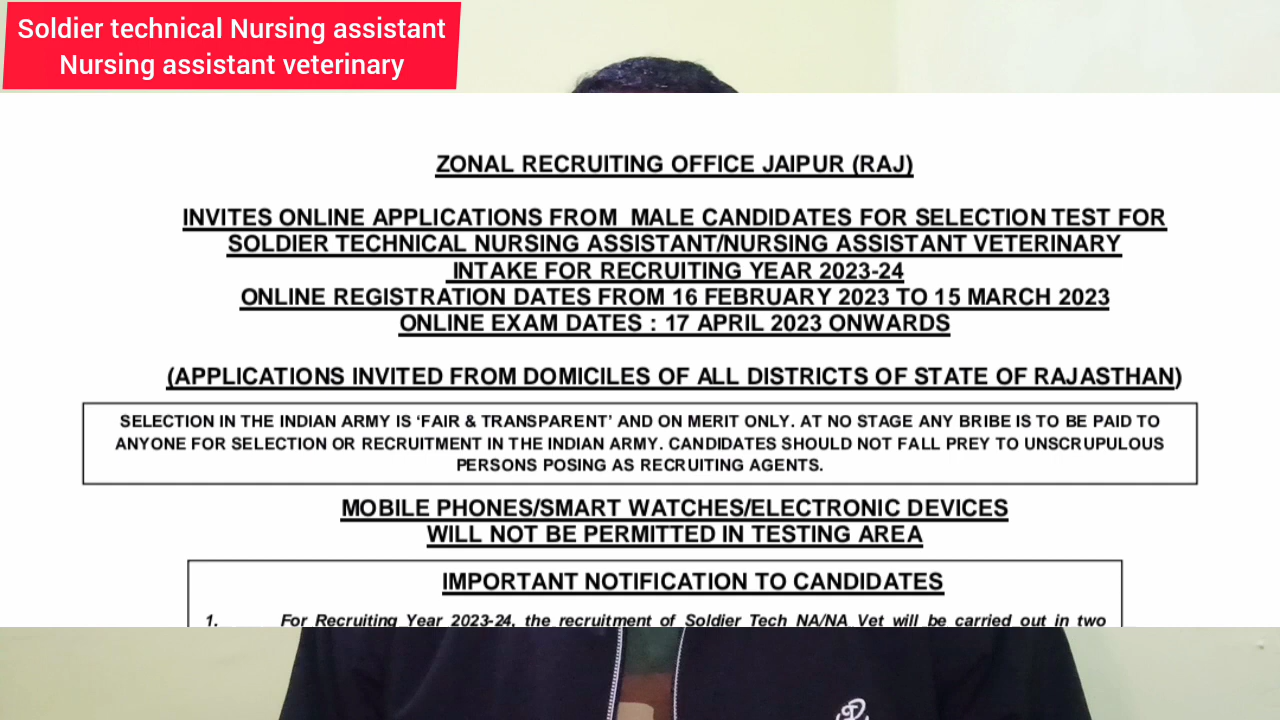 Soldier technical Nursing assistant
Nursing assistant veterinary
ZONAL RECRUITING OFFICE JAIPUR (RAJ)
INVITES ONLINE APPLICATIONS FROM MALE CANDIDATES FOR SELECTION TEST FOR
SOLDIER TECHNICAL NURSING ASSISTANT/NURSING ASSISTANT VETERINARY
INTAKE FOR RECRUITING YEAR 2023-24
ONLINE REGISTRATION DATES FROM 16 FEBRUARY 2023 TO 15 MARCH 2023
ONLINE EXAM DATES : 17 APRIL 2023 ONWARDS
(APPLICATIONS INVITED FROM DOMICILES OF ALL DISTRICTS OF STATE OF RAJASTHAN)
SELECTION IN THE INDIAN ARMY IS ‘FAIR & TRANSPARENT’ AND ON MERIT ONLY. AT NO STAGE ANY BRIBE IS TO BE PAID TO
ANYONE FOR SELECTION OR RECRUITMENT IN THE INDIAN ARMY. CANDIDATES SHOULD NOT FALL PREY TO UNSCRUPULOUS
PERSONS POSING AS RECRUITING AGENTS.
MOBILE PHONES/SMART WATCHES/ELECTRONIC DEVICES
WILL NOT BE PERMITTED IN TESTING AREA
IMPORTANT NOTIFICATION TO CANDIDATES
1. For Recruiting Year 2023-24, the recruitment of Soldier Tech NA/NA Vet will be carried out in two